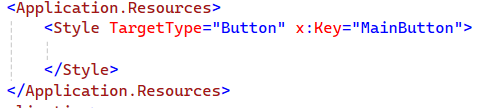 <Application.Resources>
<Style TargetType="Button" x:Key="MainButton">
</Style>
</Application.Resources>